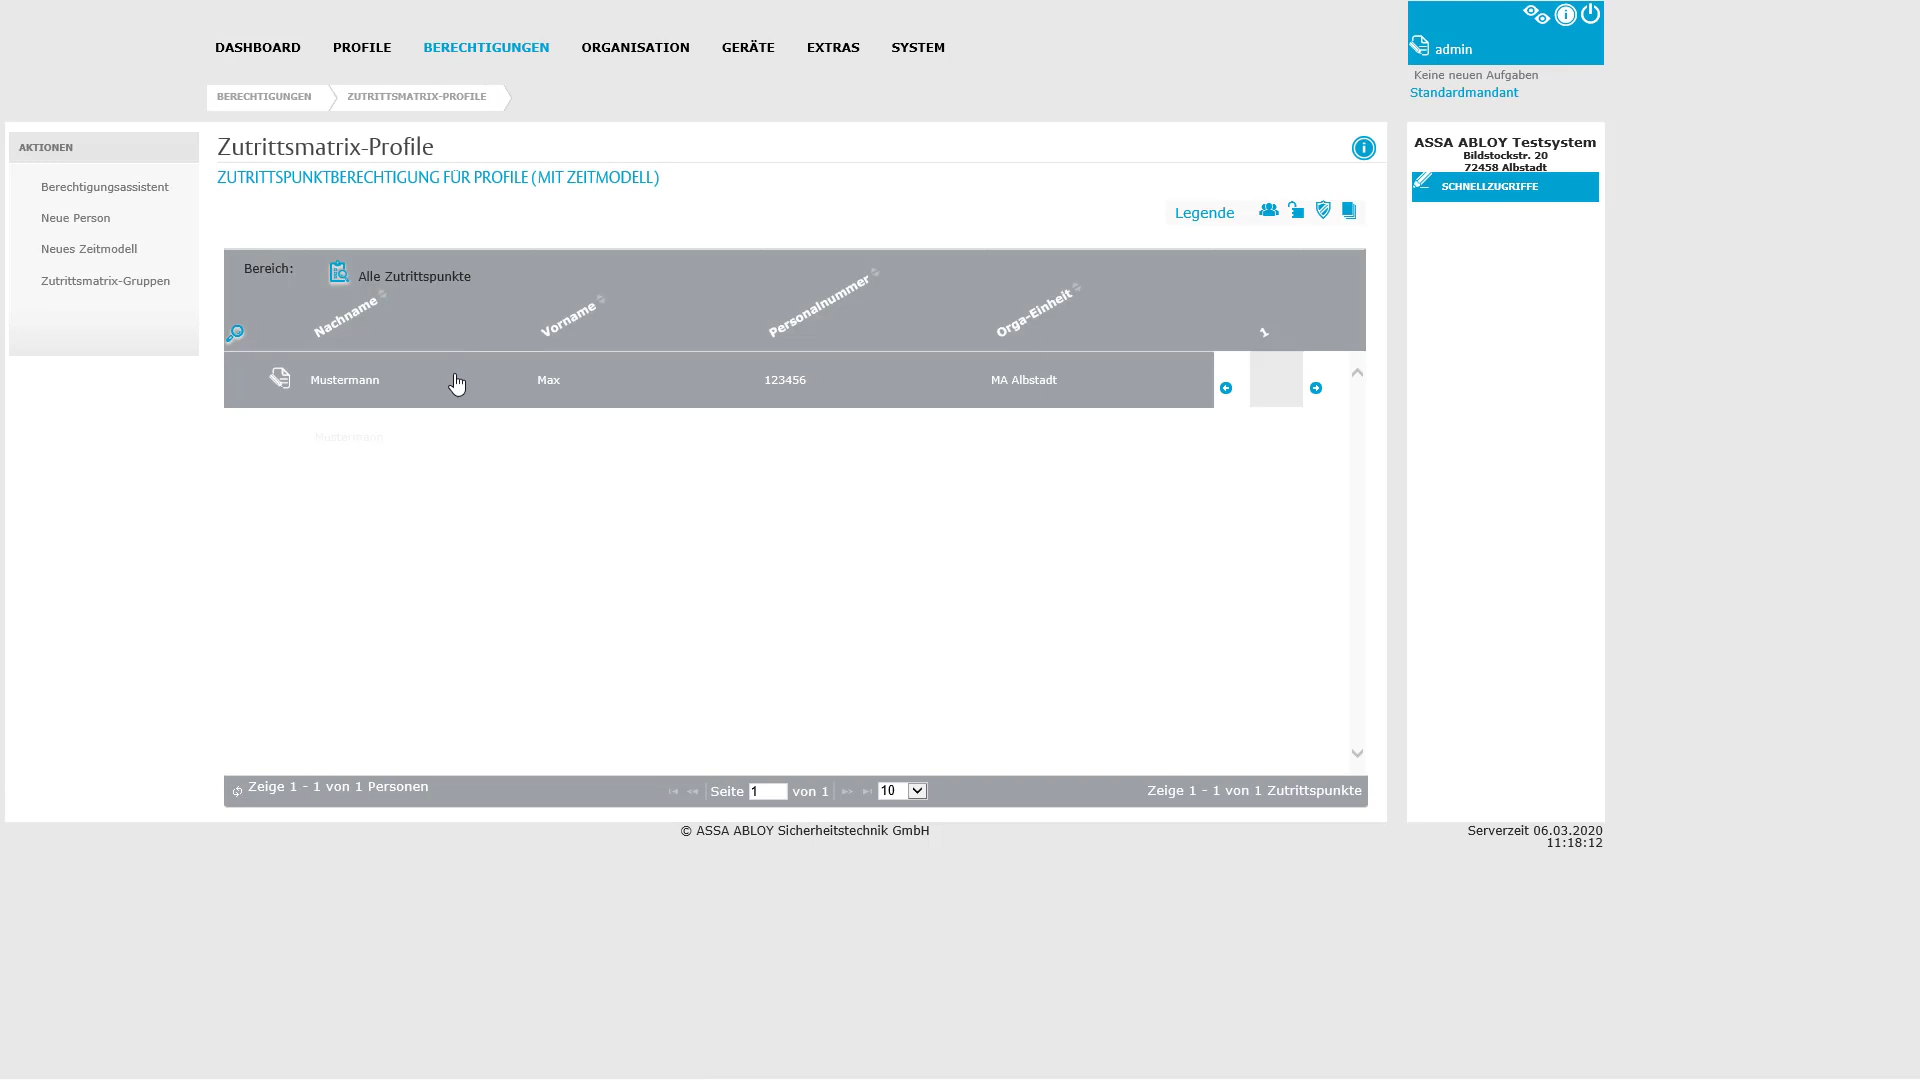 DASHBOARD PROFILE BERECHTIGUNGEN ORGANISATION GERÄTE EXTRAS SYSTEM
admin
Keine neuen Aufgaben
Standardmandant
BERECHTIGUNGEN ZUTRITTSMATRIX-PROFILE
AKTIONEN
Berechtigungsassistent
Neue Person
Neues Zeitmodell
Zutrittsmatrix-Gruppen
Zutrittsmatrix-Profile
ZUTRITTSPUNKTBERECHTIGUNG FÜR PROFILE (MIT ZEITMODELL)
Legende
Bereich: Alle Zutrittspunkte
Nachname Vorname Personalnummer Orga-Einheit 1
Mustermann Max 123456 MA Albstadt
Mustermann
Zeige 1 - 1 von 1 Personen Seite 1 von 1 10 Zeige 1 - 1 von 1 Zutrittspunkte
ASSA ABLOY Testsystem
Bildstockstr. 20
72458 Albstadt
SCHNELLZUGRIFFE
© ASSA ABLOY Sicherheitstechnik GmbH
Serverzeit 06.03.2020
11:18:12